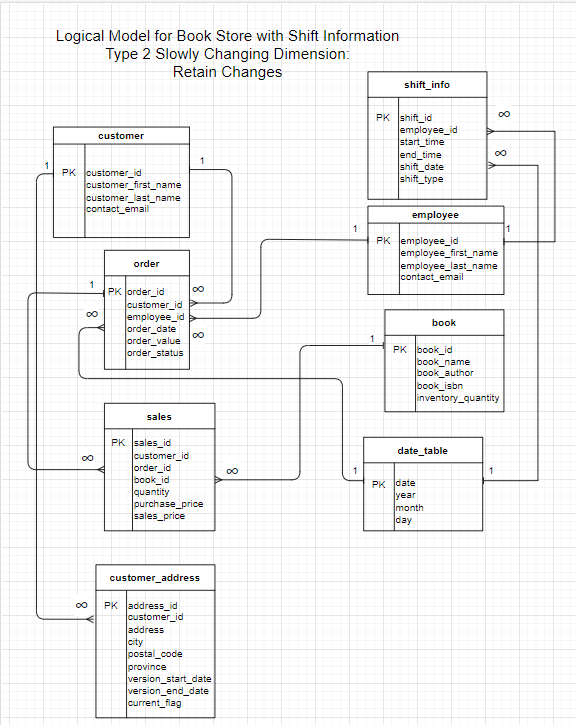 Logical Model for Book Store with Shift Information
Type 2 Slowly Changing Dimension:
Retain Changes
shift_info
PK
shift_id
employee_id
start_time
end_time
shift_date
shift_type
∞
∞
customer
1
PK
customer_id
customer_first_name
customer_last_name
contact_email
1
employee
1
PK
employee_id
employee_first_name
employee_last_name
contact_email
1
order
1
PK
order_id
customer_id
employee_id
order_date
order_value
order_status
∞
∞
∞
book
1
PK
book_id
book_name
book_author
book_isbn
inventory_quantity
sales
PK
sales_id
customer_id
order_id
book_id
quantity
purchase_price
sales_price
∞
∞
date_table
1
PK
date
year
month
day
1
customer_address
∞
PK
address_id
customer_id
address
city
postal_code
province
version_start_date
version_end_date
current_flag